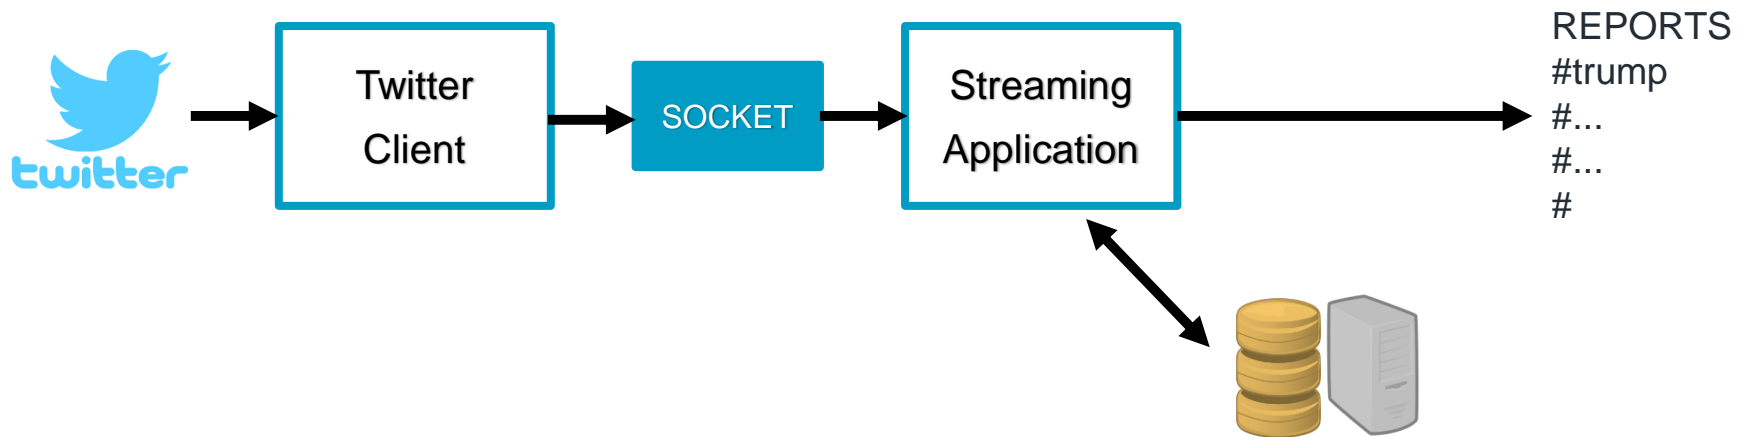 twitter
Twitter
Client
SOCKET
Streaming
Application
REPORTS
#trump
#...
#...
#